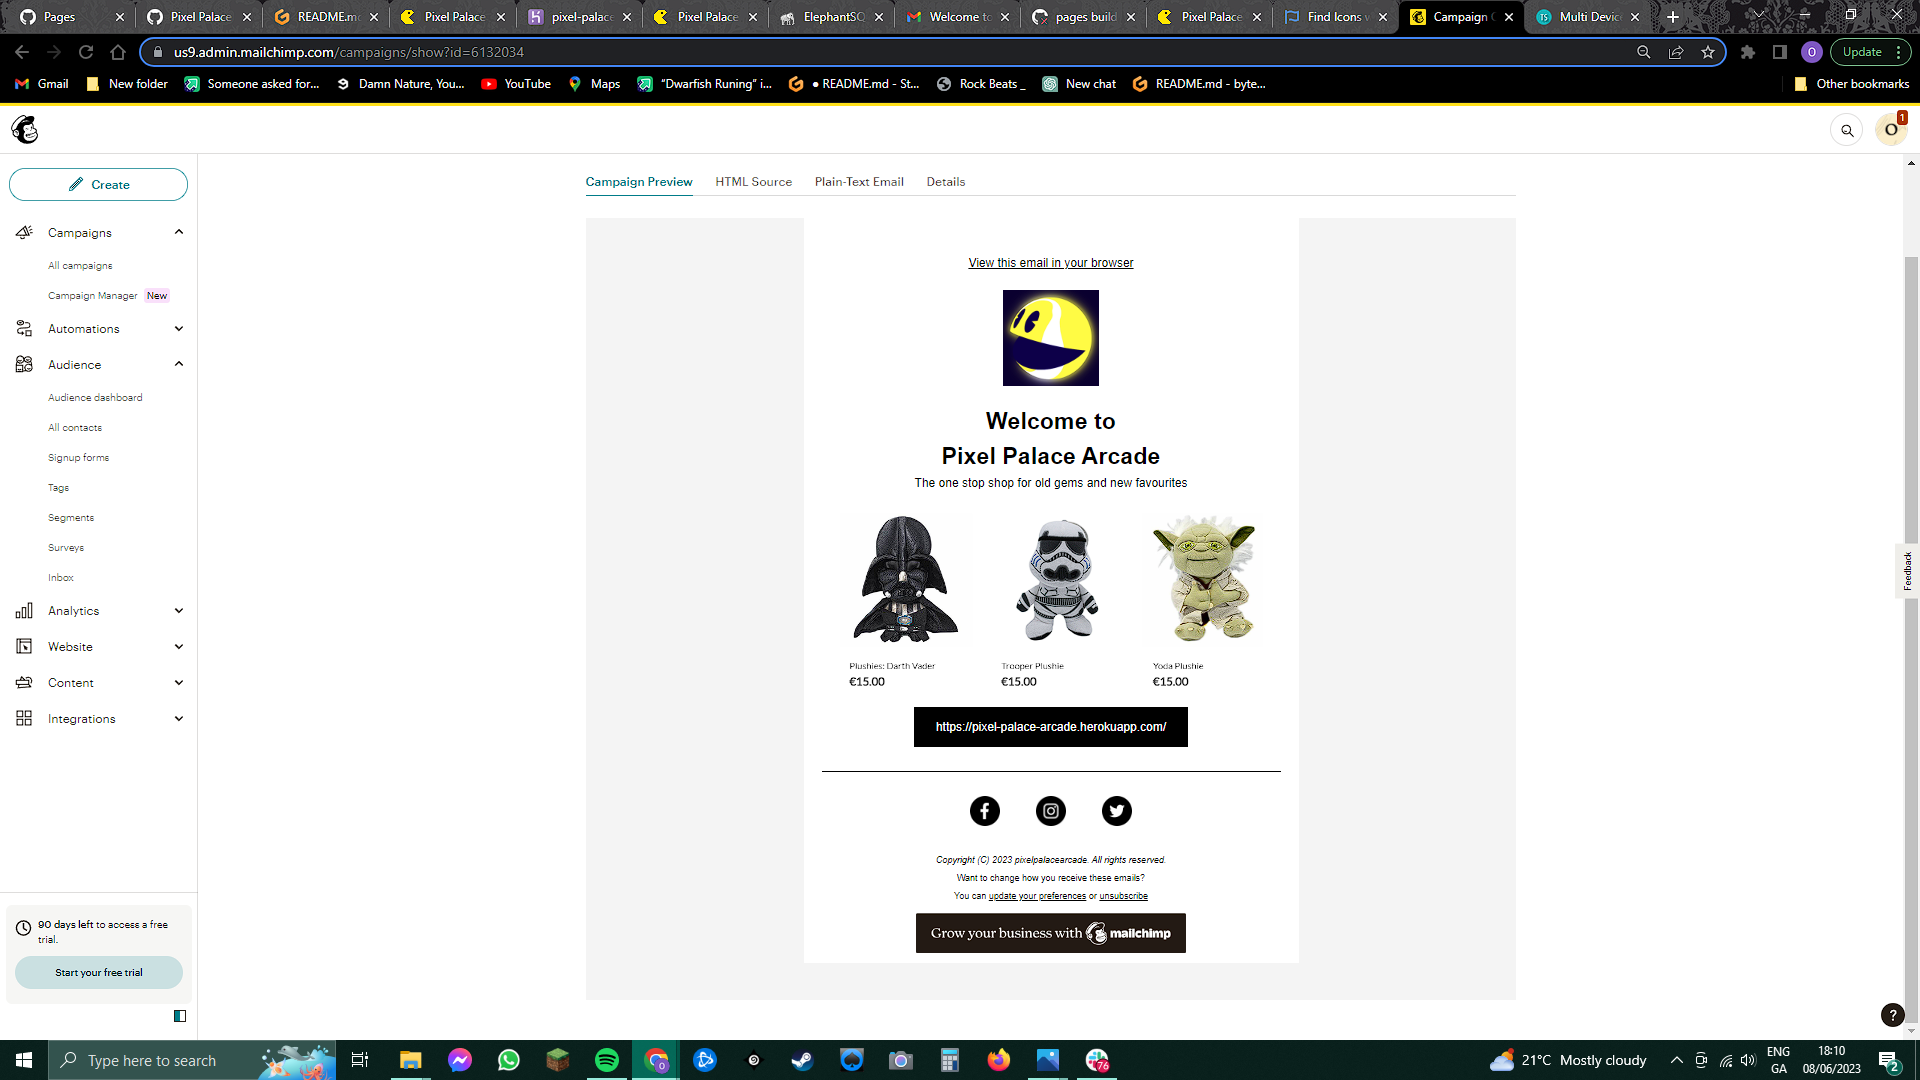 Pages
Pixel Palace
README.md
Pixel Palace
pixel-palace
Pixel Palace
ElephantSQ
Welcome to
pages build
Pixel Palace
Find Icons
Campaign
Multi Devic
us9.admin.mailchimp.com/campaigns/show?id=6132034
Update
Gmail
New folder
Someone asked for...
Damn Nature, You...
YouTube
Maps
“Dwarfish Runing” i...
● README.md - St...
Rock Beats _
New chat
README.md - byte...
Other bookmarks
O
1
Create
Campaign Preview
HTML Source
Plain-Text Email
Details
Campaigns
All campaigns
Campaign Manager New
Automations
Audience
Audience dashboard
All contacts
Signup forms
Tags
Segments
Surveys
Inbox
Analytics
Website
Content
Integrations
90 days left to access a free
trial.
Start your free trial
View this email in your browser
Welcome to
Pixel Palace Arcade
The one stop shop for old gems and new favourites
Plushies: Darth Vader
€15.00
Trooper Plushie
€15.00
Yoda Plushie
€15.00
https://pixel-palace-arcade.herokuapp.com/
Copyright (C) 2023 pixelpalacearcade. All rights reserved.
Want to change how you receive these emails?
You can update your preferences or unsubscribe
Grow your business with mailchimp
Feedback
?
Type here to search
76
21°C Mostly cloudy
ENG
GA
18:10
08/06/2023
2